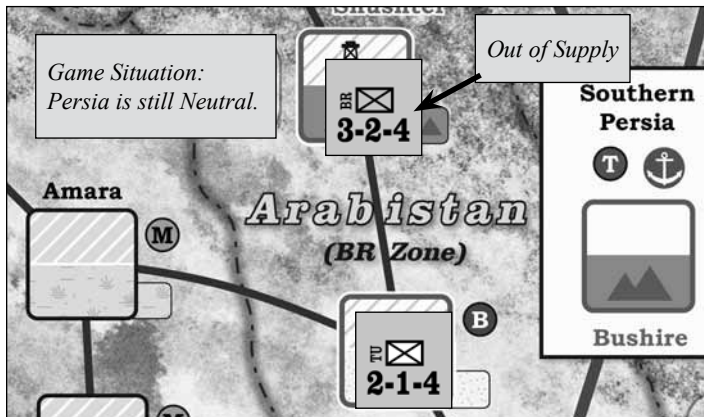 Shushter
Game Situation:
Persia is still Neutral.
Out of Supply
BR
3-2-4
Southern
Persia
T
Amara
M
Arabistan
(BR Zone)
B
Bushire
TU
2-1-4
M